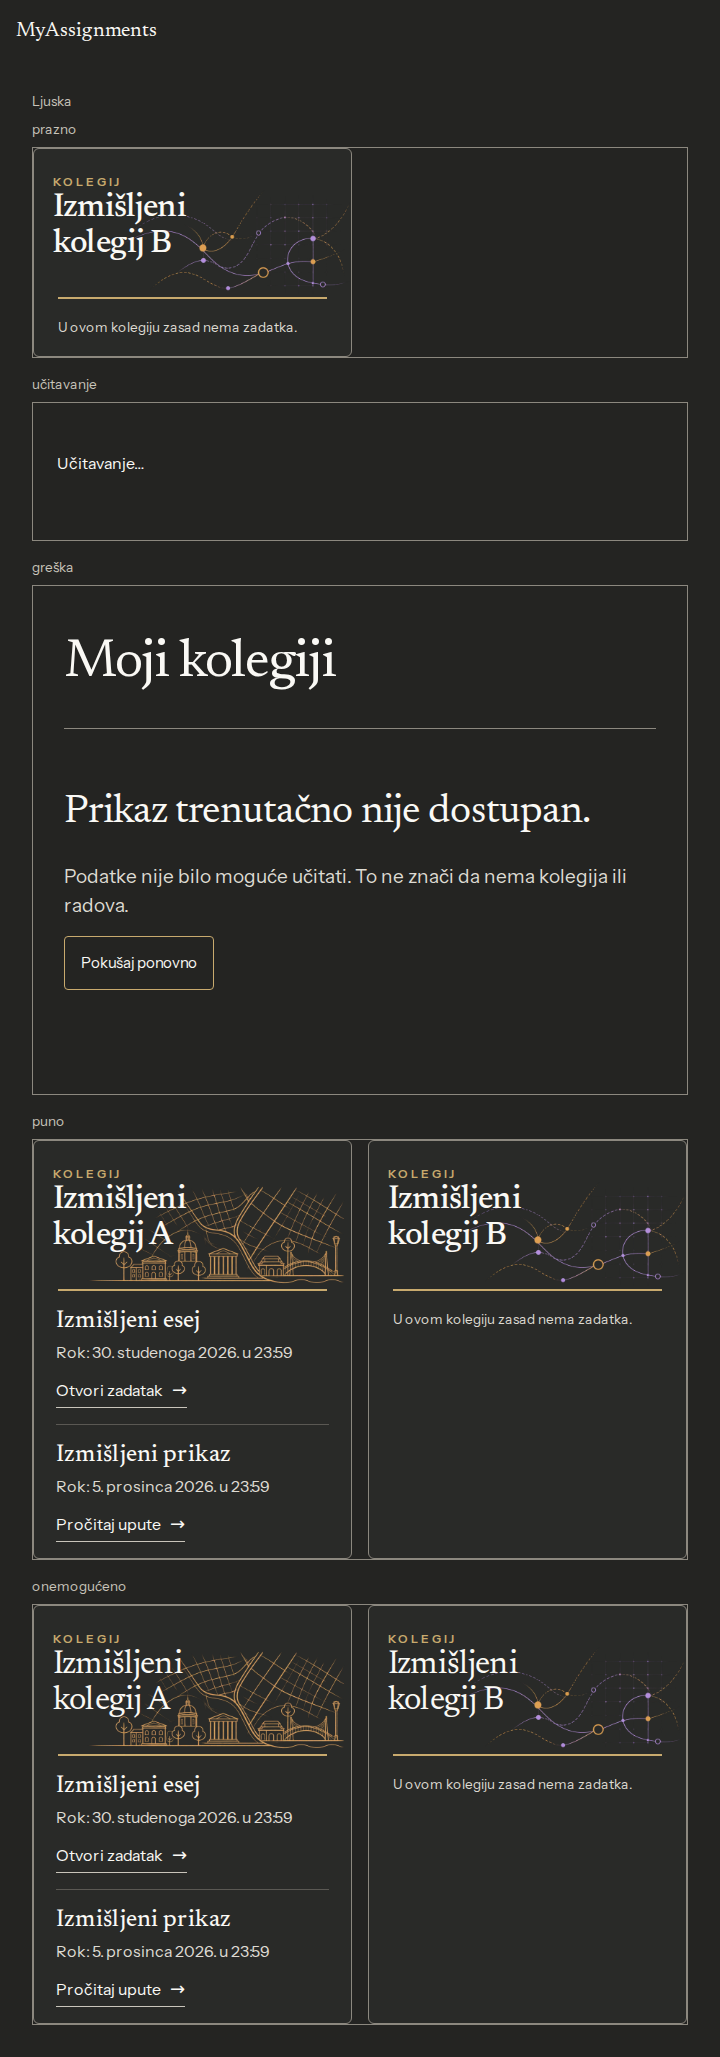 MyAssignments
Ljuska
prazno
KOLEGIJ
Izmišljeni
kolegij B
U ovom kolegiju zasad nema zadatka.
učitavanje
Učitavanje…
greška
Moji kolegiji
Prikaz trenutačno nije dostupan.
Podatke nije bilo moguće učitati. To ne znači da nema kolegija ili
radova.
Pokušaj ponovno
puno
KOLEGIJ
Izmišljeni
kolegij A
Izmišljeni esej
Rok: 30. studenoga 2026. u 23:59
Otvori zadatak →
Izmišljeni prikaz
Rok: 5. prosinca 2026. u 23:59
Pročitaj upute →
KOLEGIJ
Izmišljeni
kolegij B
U ovom kolegiju zasad nema zadatka.
onemogućeno
KOLEGIJ
Izmišljeni
kolegij A
Izmišljeni esej
Rok: 30. studenoga 2026. u 23:59
Otvori zadatak →
Izmišljeni prikaz
Rok: 5. prosinca 2026. u 23:59
Pročitaj upute →
KOLEGIJ
Izmišljeni
kolegij B
U ovom kolegiju zasad nema zadatka.